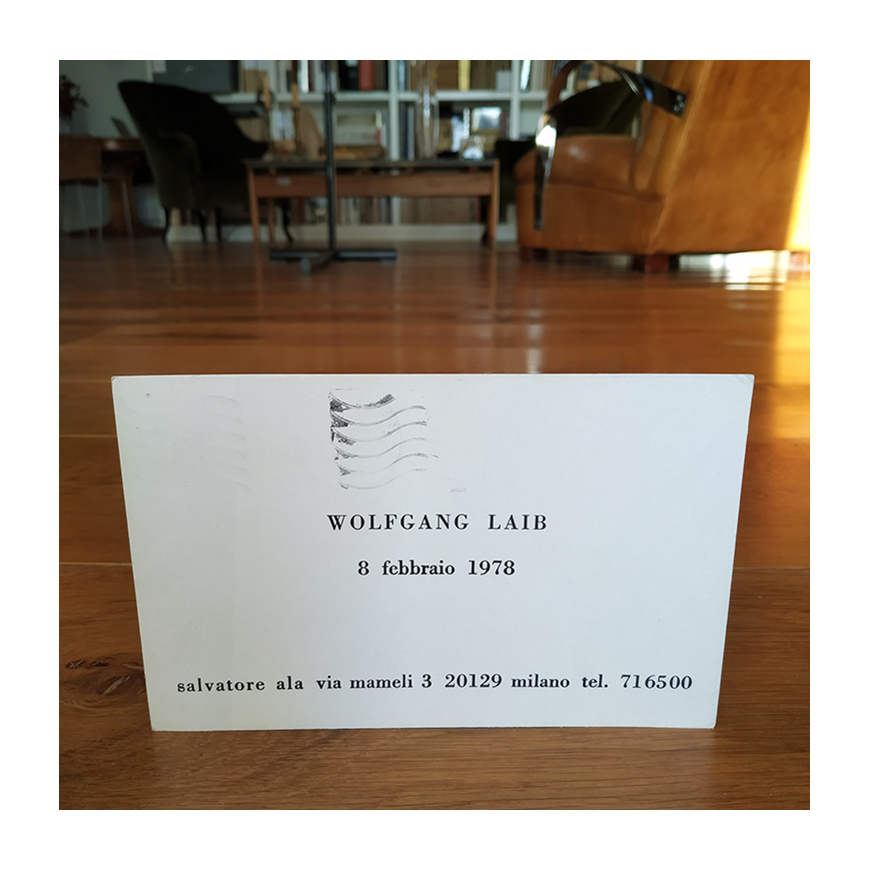 WOLFGANG LAIB
8 febbraio 1978
salvatore ala via mameli 3 20129 milano tel. 716500